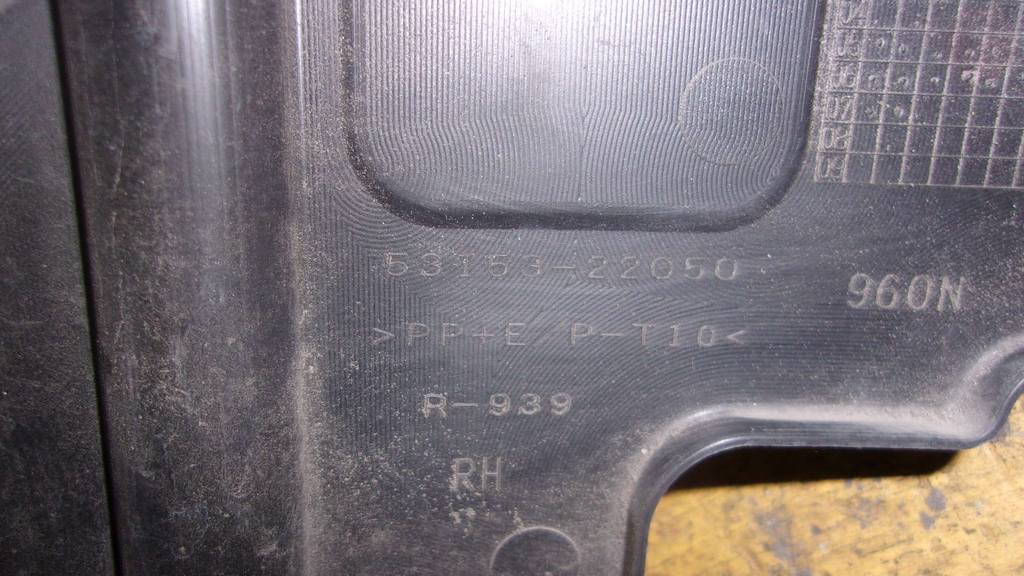 53153-22050
960N
>PP+E/P-T10<
R-939
RH